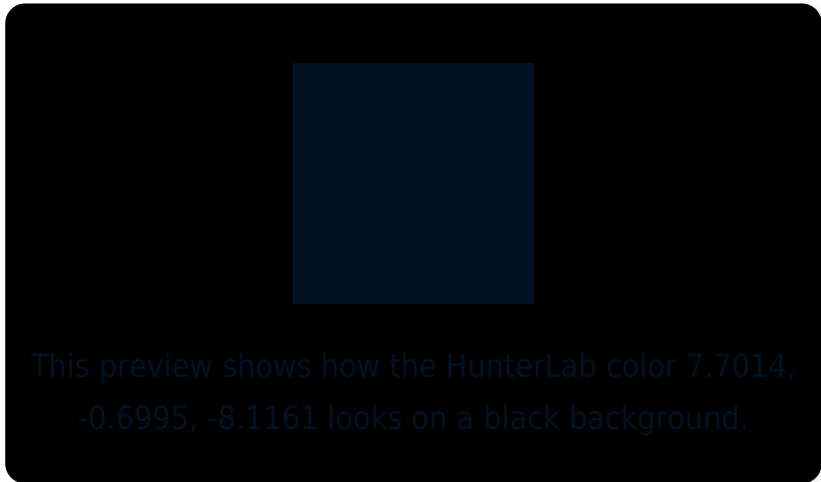 This preview shows how the HunterLab color 7.7014,
-0.6995, -8.1161 looks on a black background.